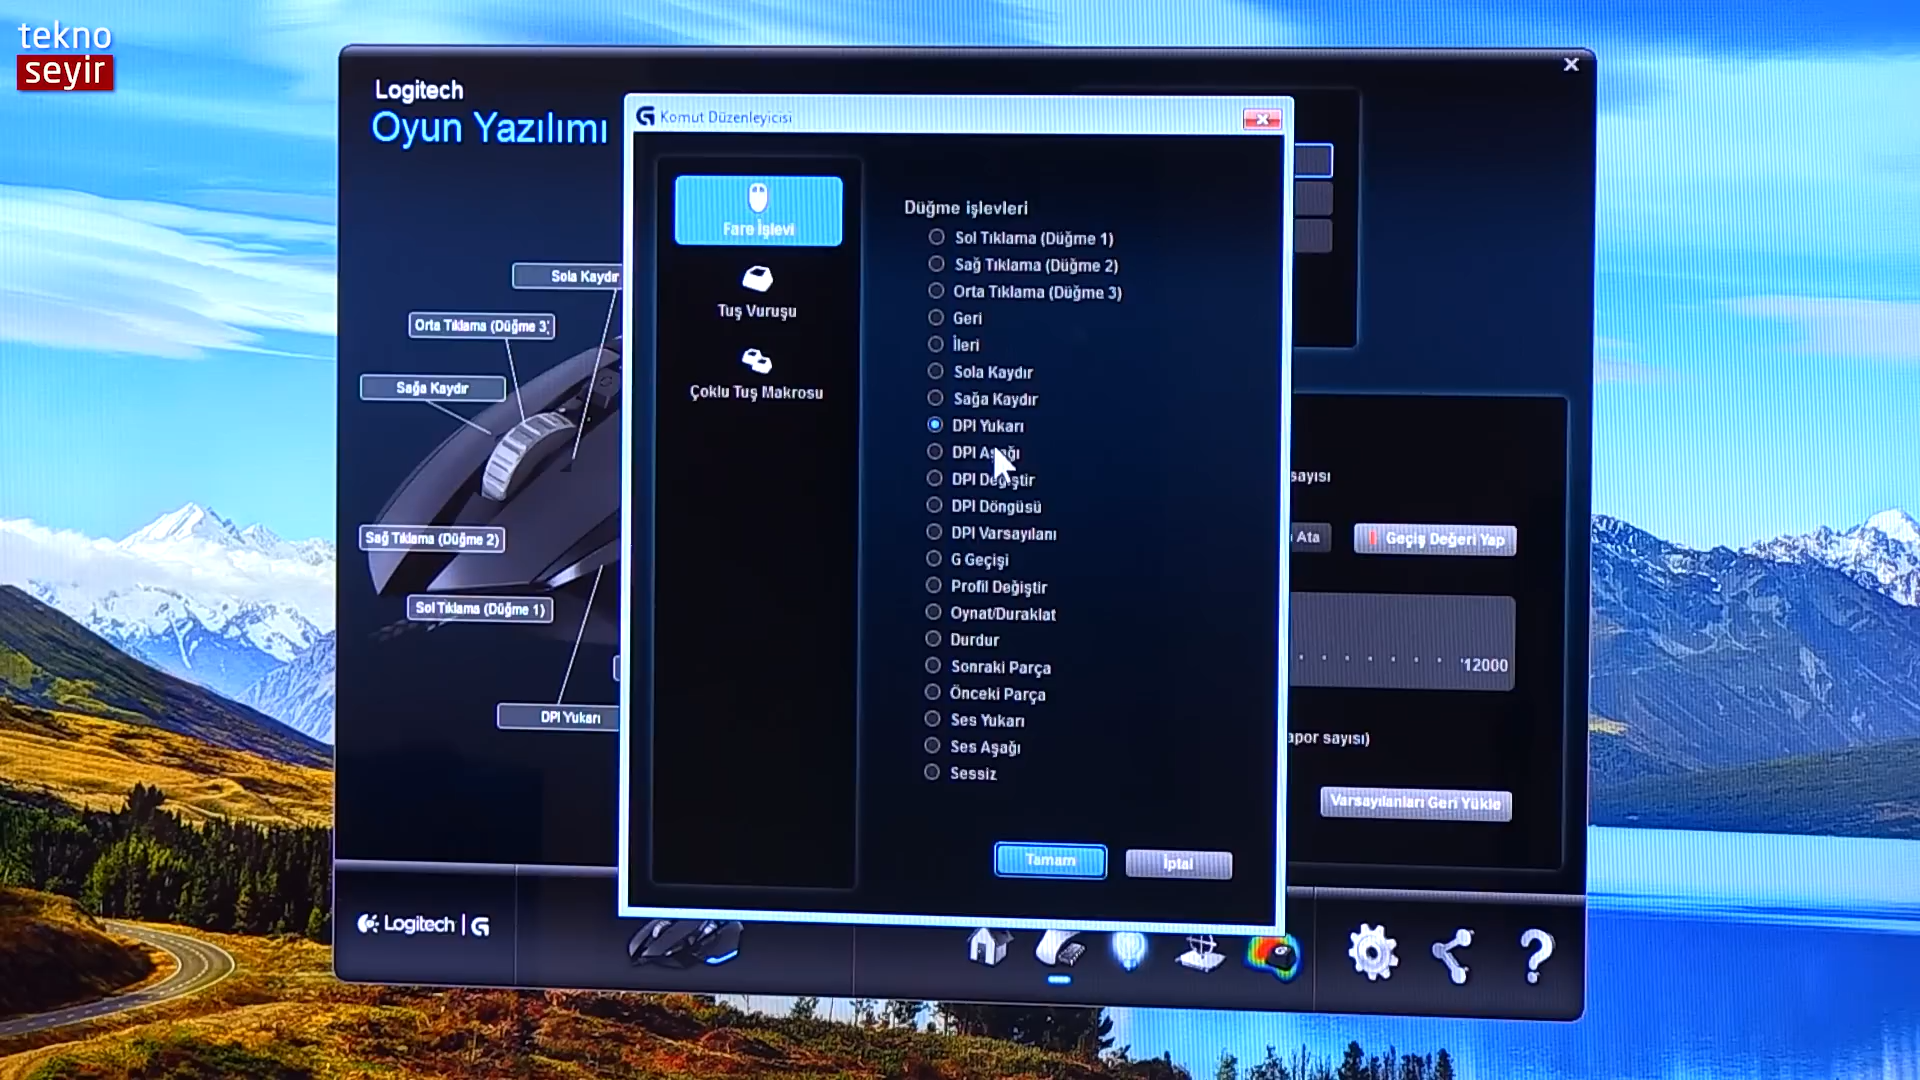 tekno
seyir
Logitech
Oyun Yazılımı
Komut Düzenleyicisi
Fare İşlevi
Tuş Vuruşu
Çoklu Tuş Makrosu
Düğme işlevleri
Sol Tıklama (Düğme 1)
Sağ Tıklama (Düğme 2)
Orta Tıklama (Düğme 3)
Geri
İleri
Sola Kaydır
Sağa Kaydır
DPI Yukarı
DPI Aşağı
DPI Değiştir
DPI Döngüsü
DPI Varsayılanı
G Geçişi
Profil Değiştir
Oynat/Duraklat
Durdur
Sonraki Parça
Önceki Parça
Ses Yukarı
Ses Aşağı
Sessiz
Tamam
İptal
Sola Kaydır
Orta Tıklama (Düğme 3)
Sağa Kaydır
Sağ Tıklama (Düğme 2)
Sol Tıklama (Düğme 1)
DPI Yukarı
sayısı
Ata
Geçiş Değeri Yap
12000
apor sayısı)
Varsayılanları Geri Yükle
Logitech | G